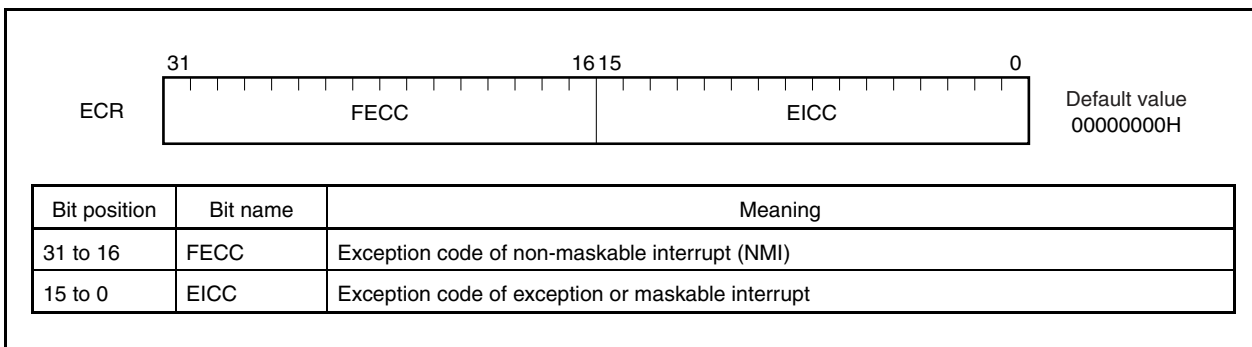 31 16 15 0
ECR FECC EICC Default value
00000000H
Bit position Bit name Meaning
31 to 16 FECC Exception code of non-maskable interrupt (NMI)
15 to 0 EICC Exception code of exception or maskable interrupt